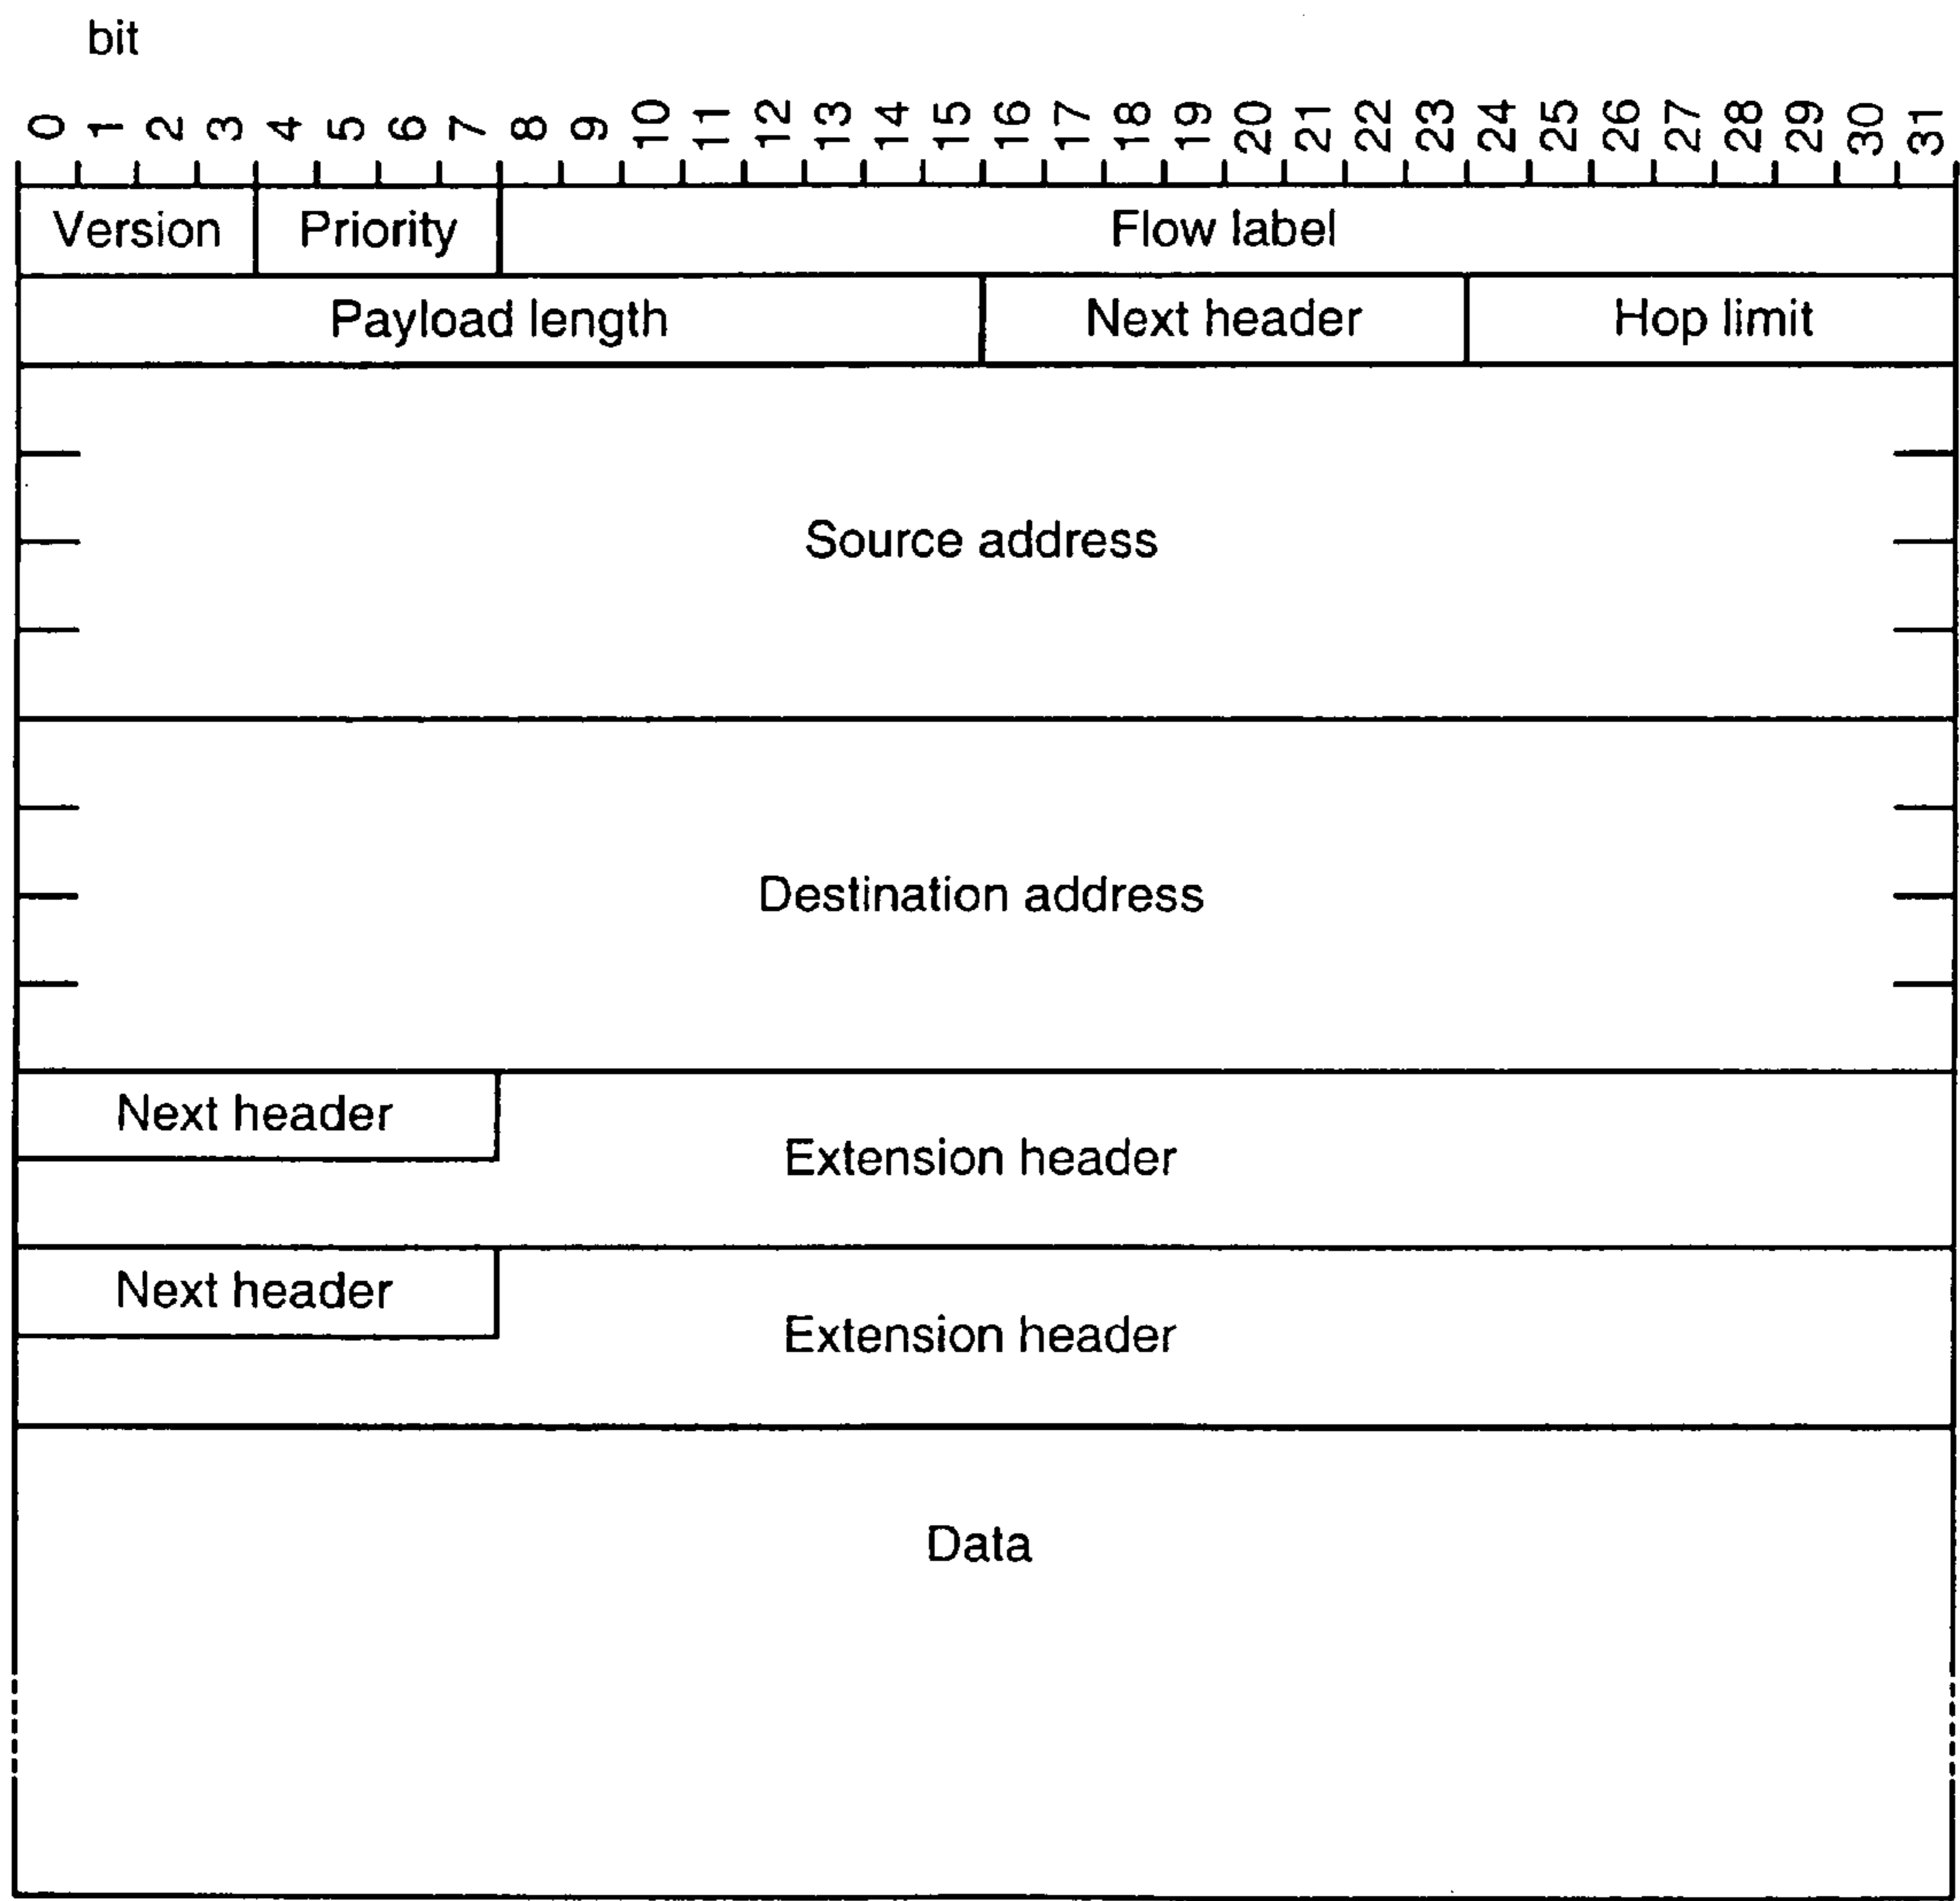 bit
0 1 2 3 4 5 6 7 8 9 10 11 12 13 14 15 16 17 18 19 20 21 22 23 24 25 26 27 28 29 30 31
Version Priority Flow label
Payload length Next header Hop limit
Source address
Destination address
Next header
Extension header
Next header
Extension header
Data